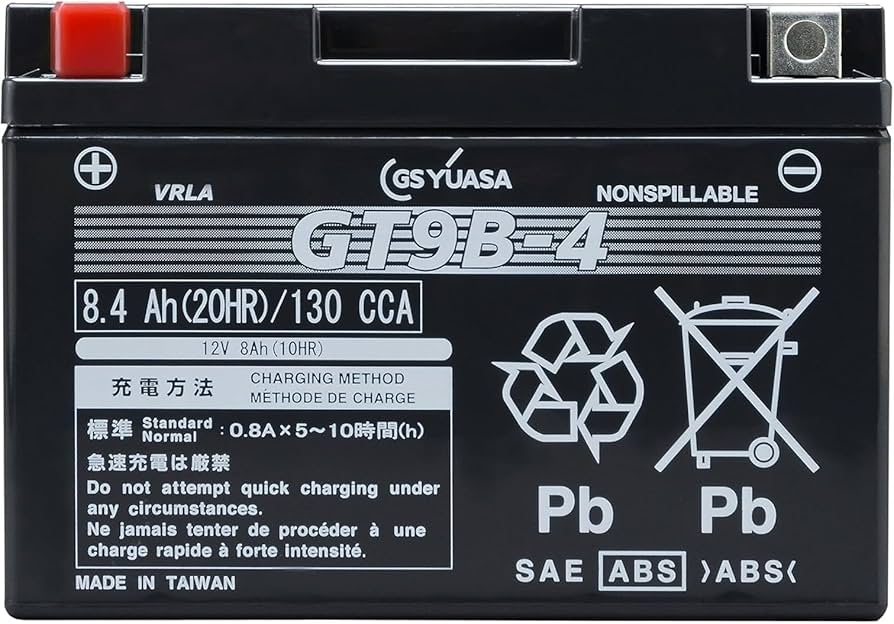 VRLA
GS YUASA
NONSPILLABLE
GT9B-4
8.4 Ah(20HR)/130 CCA
12V 8Ah(10HR)
充電方法 CHARGING METHOD
MÉTHODE DE CHARGE
標準 Standard Normal : 0.8A×5～10時間(h)
急速充電は厳禁
Do not attempt quick charging under
any circumstances.
Ne jamais tenter de procéder à une
charge rapide à forte intensité.
MADE IN TAIWAN
Pb Pb
SAE ABS >ABS<